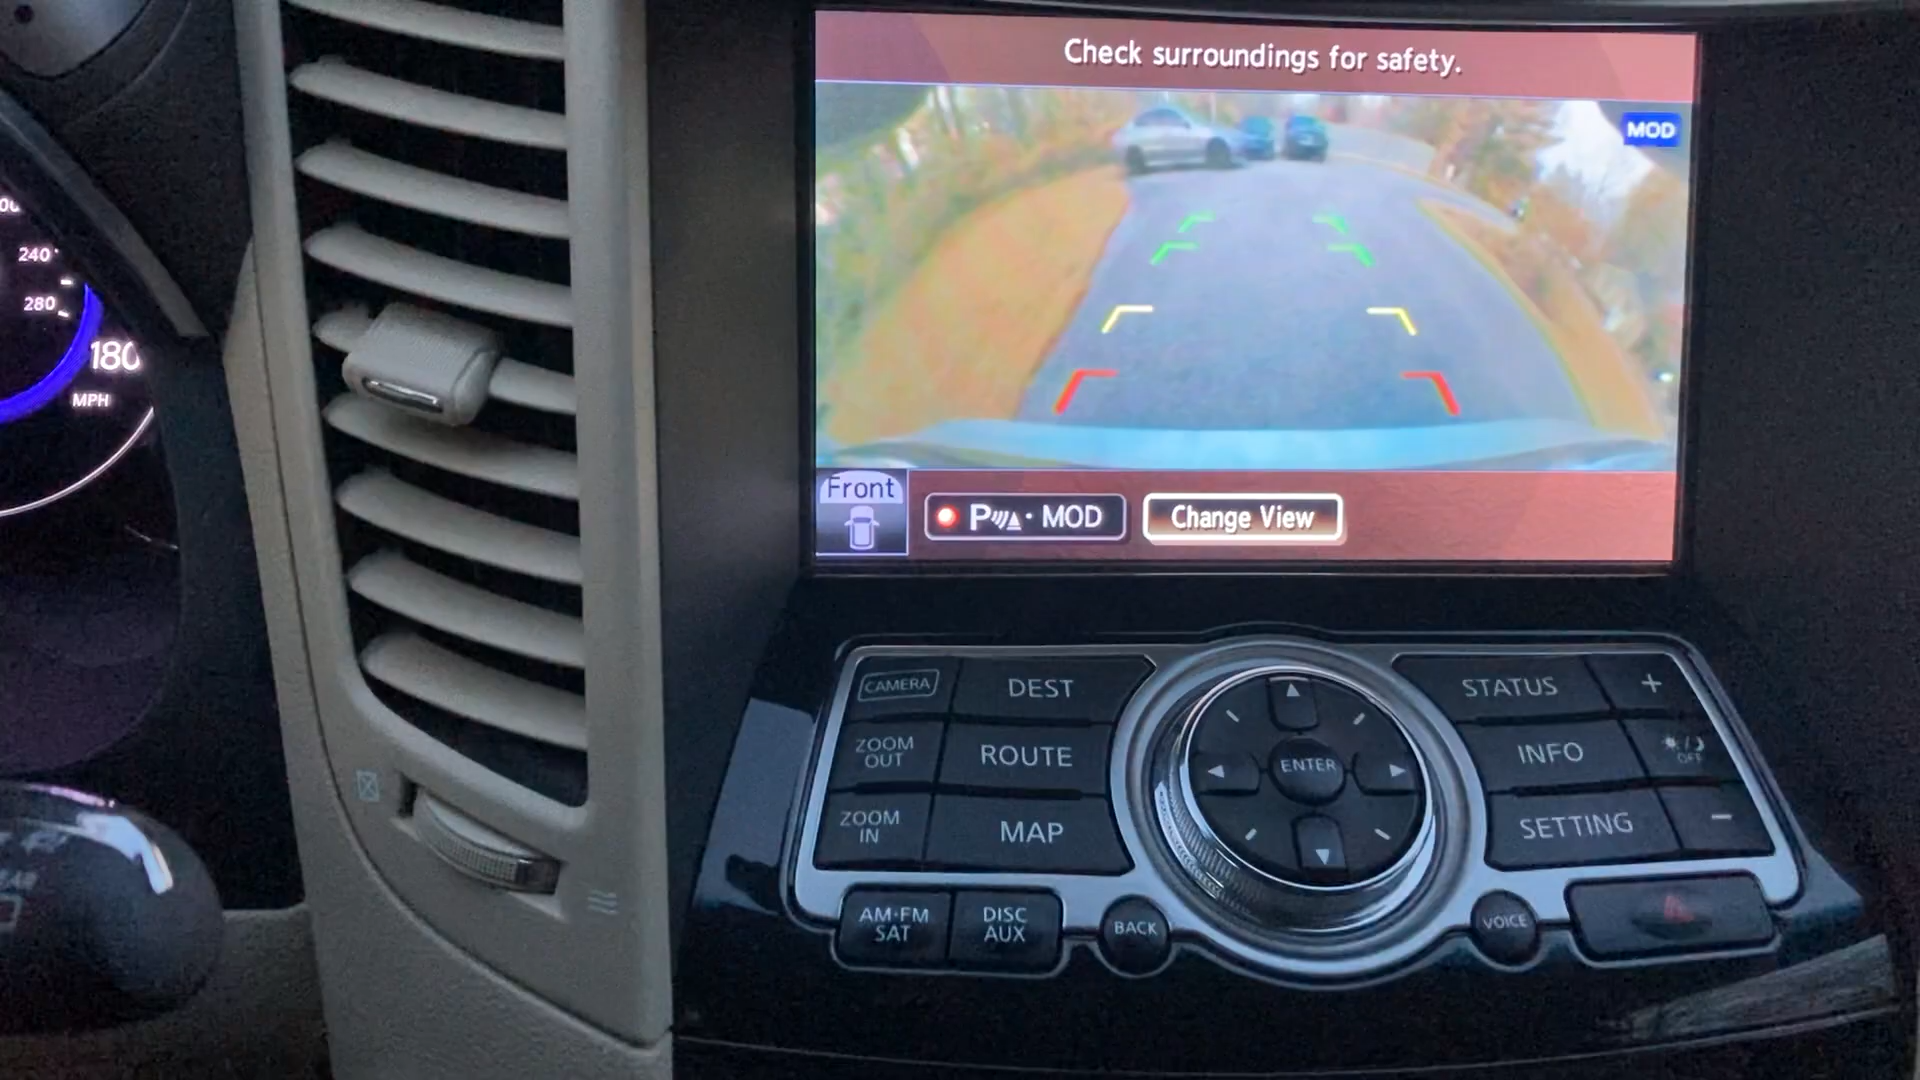 Check surroundings for safety.
MOD
Front
P · MOD
Change View
240
280
180
MPH
CAMERA
DEST
STATUS
+
ZOOM OUT
ROUTE
ENTER
INFO
OFF
ZOOM IN
MAP
SETTING
−
AM·FM
SAT
DISC
AUX
BACK
VOICE